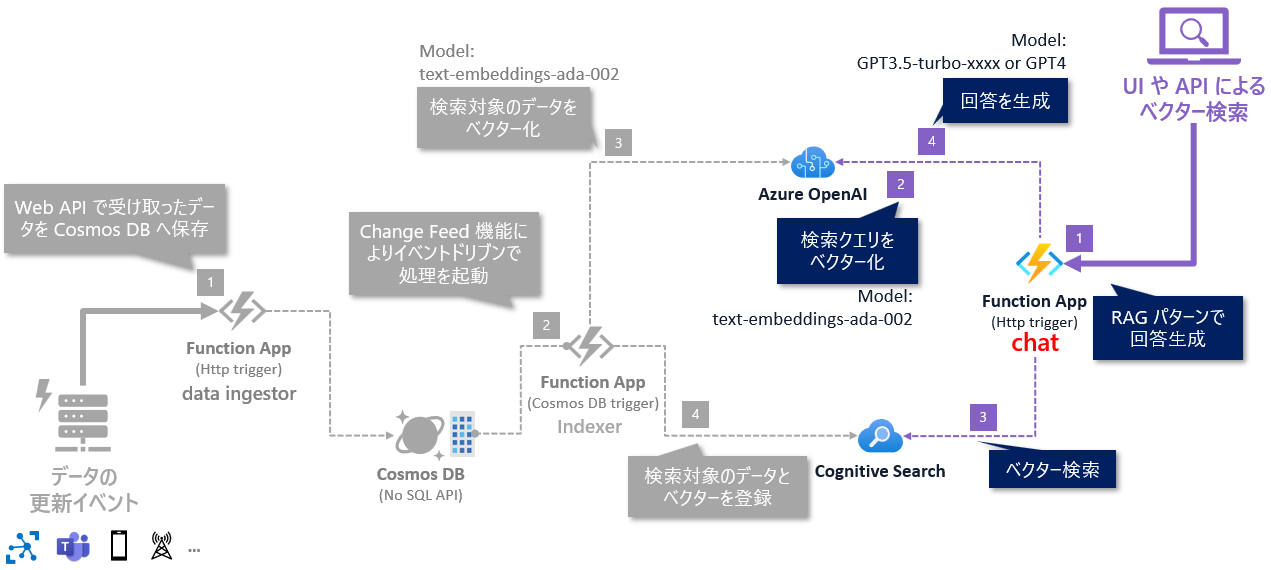 Model:
text-embeddings-ada-002
検索対象のデータを
ベクター化
3
Model:
GPT3.5-turbo-xxxx or GPT4
回答を生成
4
UI や API による
ベクター検索
Azure OpenAI
2
検索クエリを
ベクター化
Model:
text-embeddings-ada-002
1
Function App
(Http trigger)
chat
RAG パターンで
回答生成
Web API で受け取ったデー
タを Cosmos DB へ保存
1
Function App
(Http trigger)
data ingestor
データの
更新イベント
...
Change Feed 機能に
よりイベントドリブンで
処理を起動
2
Function App
(Cosmos DB trigger)
Indexer
Cosmos DB
(No SQL API)
4
検索対象のデータと
ベクターを登録
Cognitive Search
3
ベクター検索
T